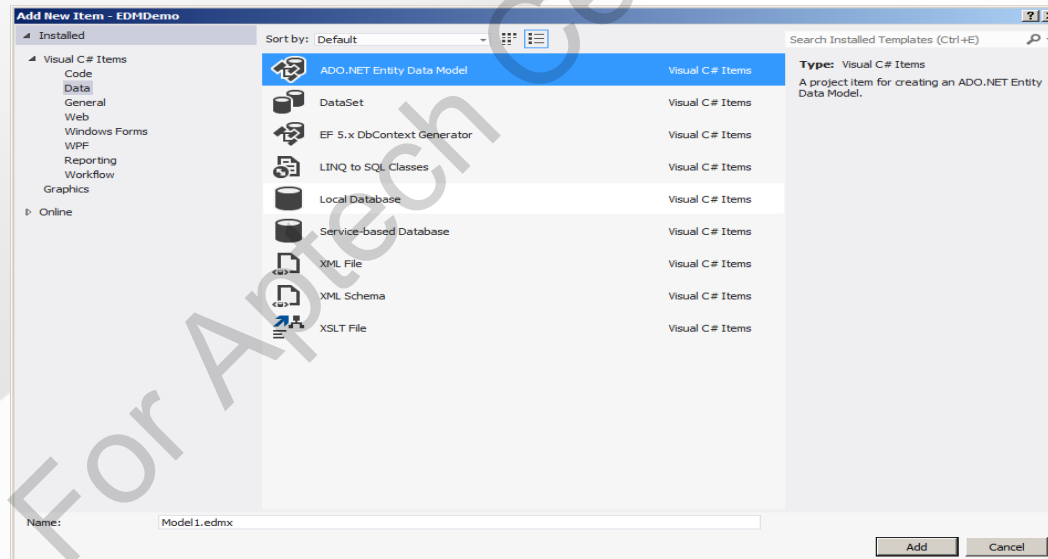 Add New Item - EDMDemo
Installed
Sort by: Default
Search Installed Templates (Ctrl+E)
Visual C# Items
Code
Data
General
Web
Windows Forms
WPF
Reporting
Workflow
Graphics
Online
ADO.NET Entity Data Model Visual C# Items
DataSet Visual C# Items
EF 5.x DbContext Generator Visual C# Items
LINQ to SQL Classes Visual C# Items
Local Database Visual C# Items
Service-based Database Visual C# Items
XML File Visual C# Items
XML Schema Visual C# Items
XSLT File Visual C# Items
Type: Visual C# Items
A project item for creating an ADO.NET Entity
Data Model.
Name: Model1.edmx
Add Cancel
For Aptech Ce